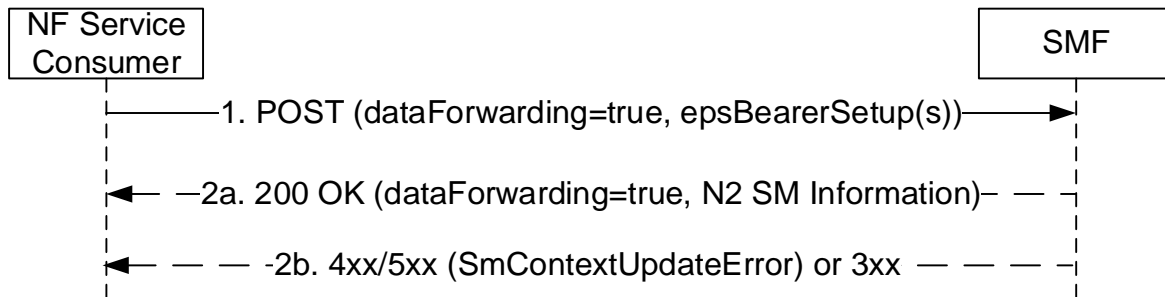 NF Service
Consumer
SMF
1. POST (dataForwarding=true, epsBearerSetup(s))
2a. 200 OK (dataForwarding=true, N2 SM Information)
2b. 4xx/5xx (SmContextUpdateError) or 3xx